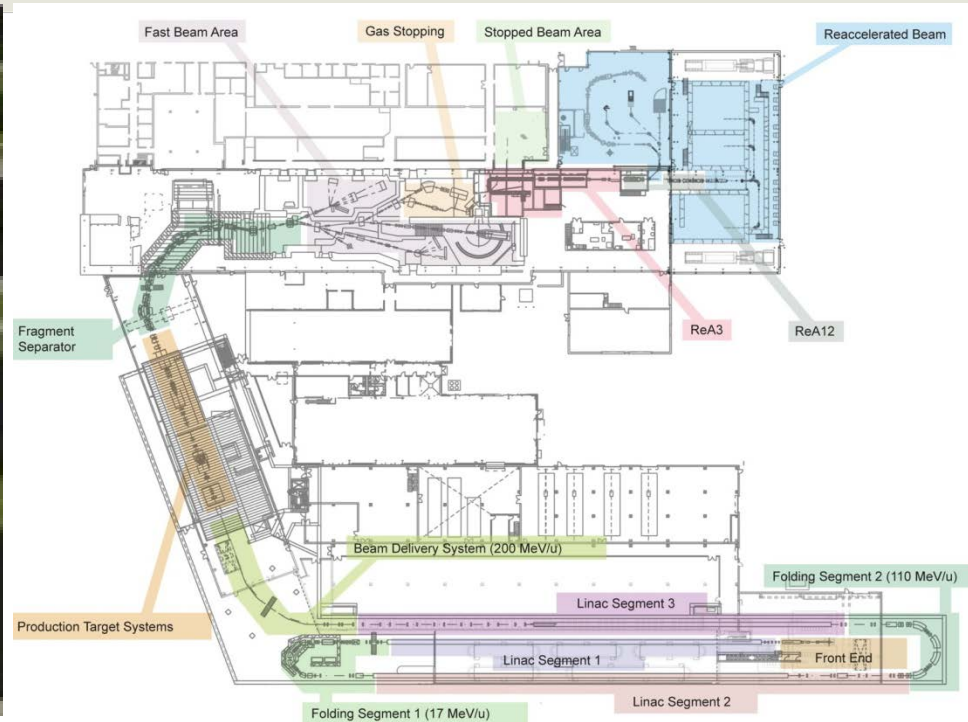 Fast Beam Area
Gas Stopping
Stopped Beam Area
Reaccelerated Beam
Fragment
Separator
ReA3
ReA12
Beam Delivery System (200 MeV/u)
Folding Segment 2 (110 MeV/u)
Linac Segment 3
Production Target Systems
Linac Segment 1
Front End
Linac Segment 2
Folding Segment 1 (17 MeV/u)